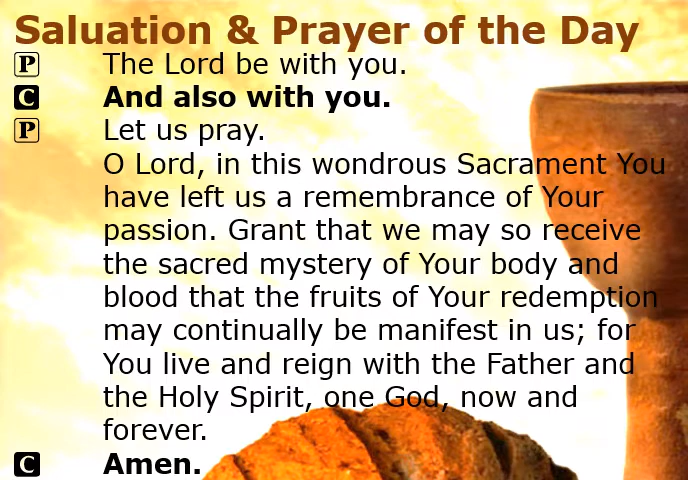 Saluation & Prayer of the Day
P The Lord be with you.
C And also with you.
P Let us pray.
O Lord, in this wondrous Sacrament You
have left us a remembrance of Your
passion. Grant that we may so receive
the sacred mystery of Your body and
blood that the fruits of Your redemption
may continually be manifest in us; for
You live and reign with the Father and
the Holy Spirit, one God, now and
forever.
C Amen.